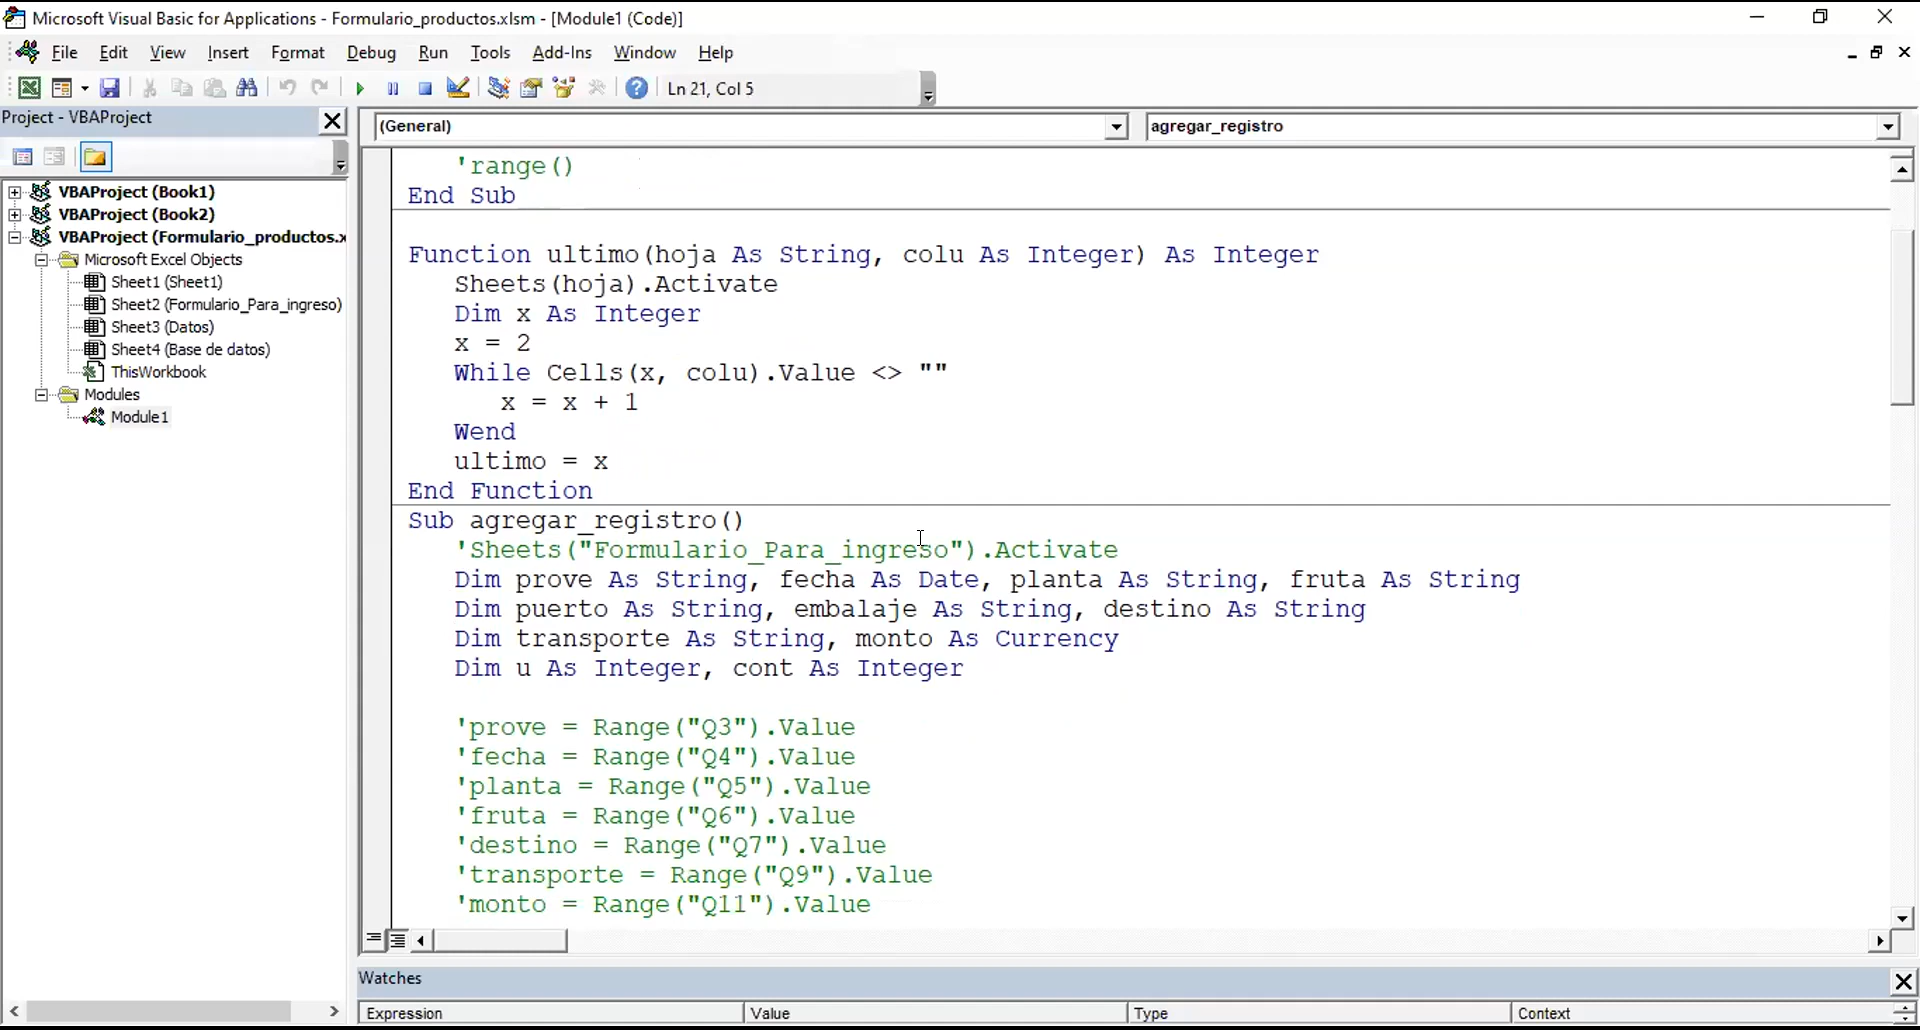 Microsoft Visual Basic for Applications - Formulario_productos.xlsm - [Module1 (Code)]
File Edit View Insert Format Debug Run Tools Add-Ins Window Help
Ln 21, Col 5
Project - VBAProject
(General)
agregar_registro
VBAProject (Book1)
VBAProject (Book2)
VBAProject (Formulario_productos.x
Microsoft Excel Objects
Sheet1 (Sheet1)
Sheet2 (Formulario_Para_ingreso)
Sheet3 (Datos)
Sheet4 (Base de datos)
ThisWorkbook
Modules
Module1
'range()
End Sub
Function ultimo(hoja As String, colu As Integer) As Integer
Sheets(hoja).Activate
Dim x As Integer
x = 2
While Cells(x, colu).Value <> ""
x = x + 1
Wend
ultimo = x
End Function
Sub agregar_registro()
'Sheets("Formulario_Para_ingreso").Activate
Dim prove As String, fecha As Date, planta As String, fruta As String
Dim puerto As String, embalaje As String, destino As String
Dim transporte As String, monto As Currency
Dim u As Integer, cont As Integer
'prove = Range("Q3").Value
'fecha = Range("Q4").Value
'planta = Range("Q5").Value
'fruta = Range("Q6").Value
'destino = Range("Q7").Value
'transporte = Range("Q9").Value
'monto = Range("Q11").Value
Watches
Expression Value Type Context